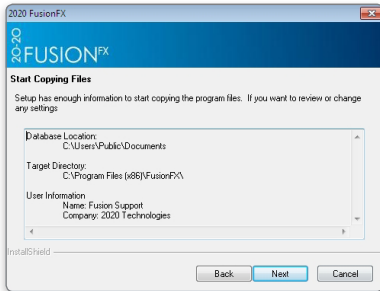 2020 FusionFX
20-20 FUSION FX
Start Copying Files
Setup has enough information to start copying the program files. If you want to review or change
any settings
Database Location:
C:\Users\Public\Documents
Target Directory:
C:\Program Files (x86)\FusionFX\
User Information
Name: Fusion Support
Company: 2020 Technologies
InstallShield
Back Next Cancel